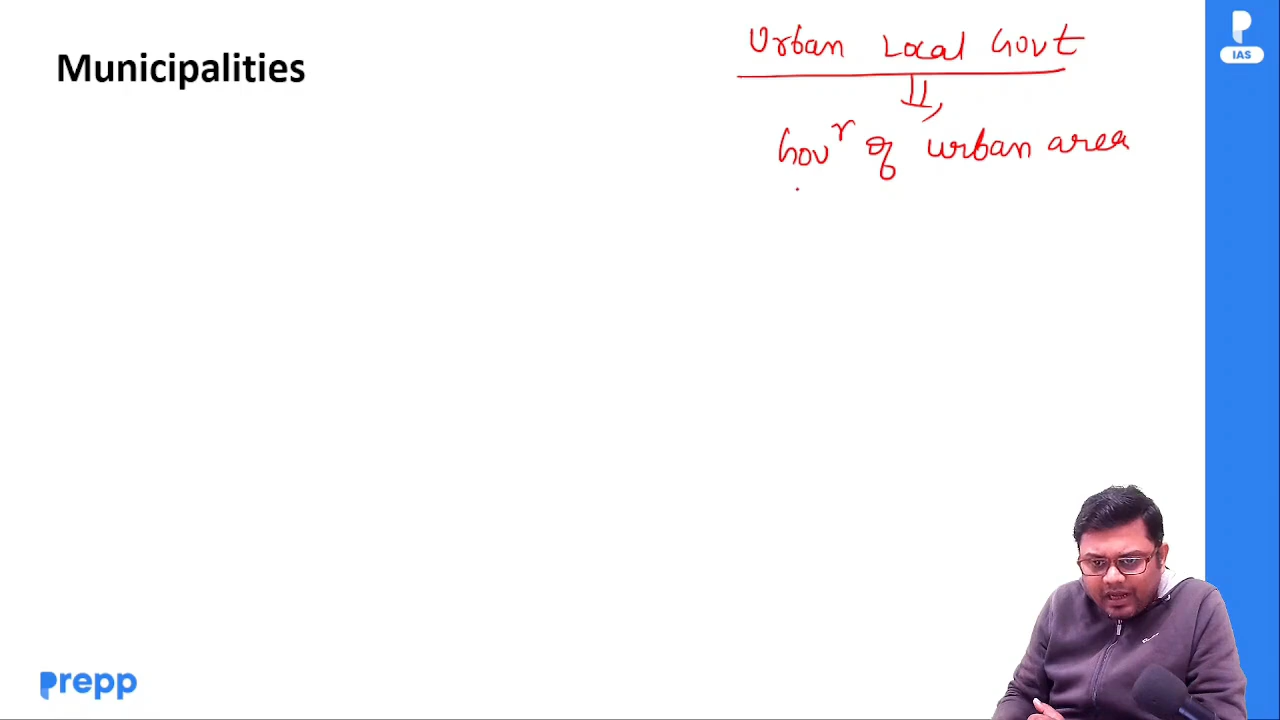 Municipalities
Urban Local Govt
Govr of urban area
IAS
prepp